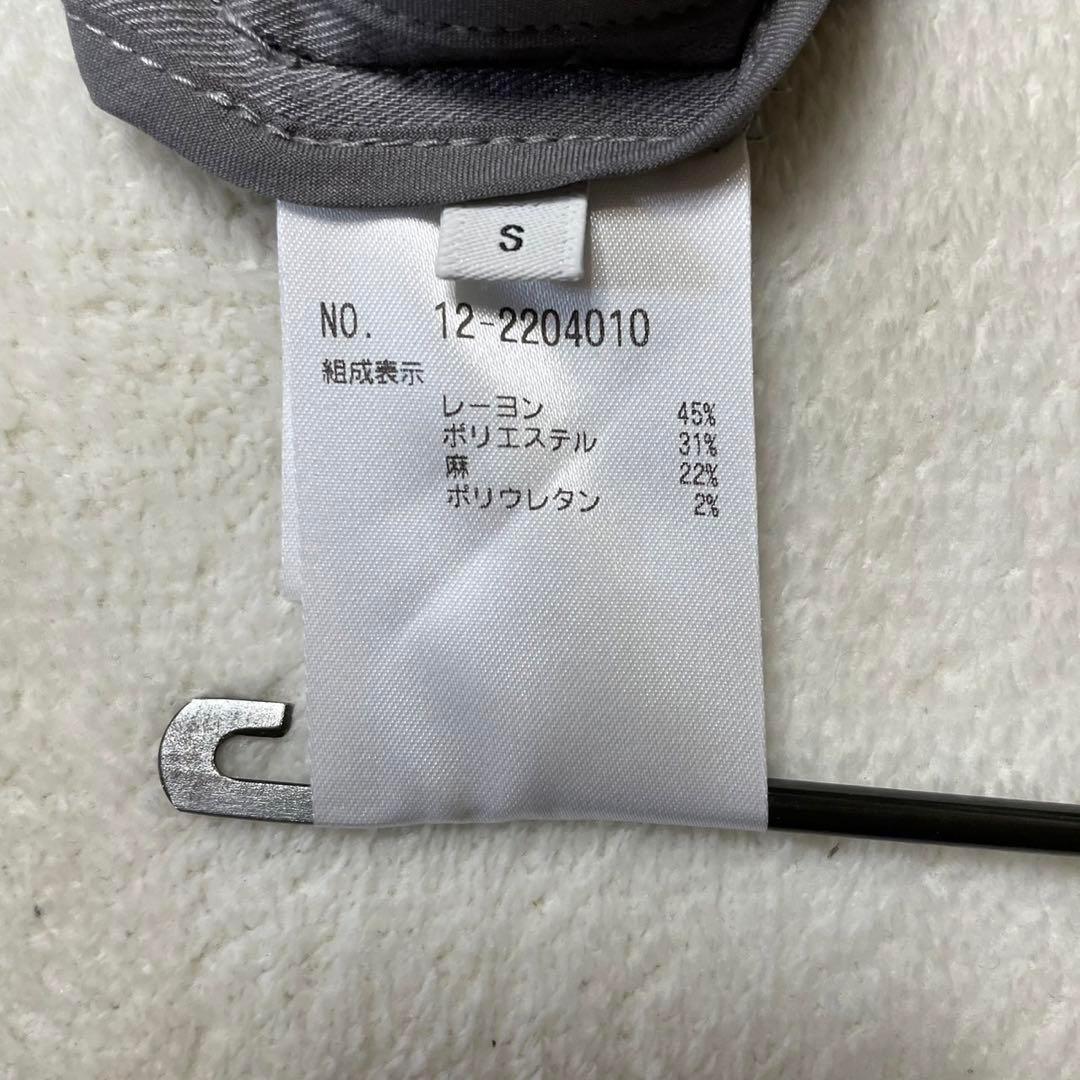 S
NO. 12-2204010
組成表示
レーヨン 45%
ポリエステル 31%
麻 22%
ポリウレタン 2%